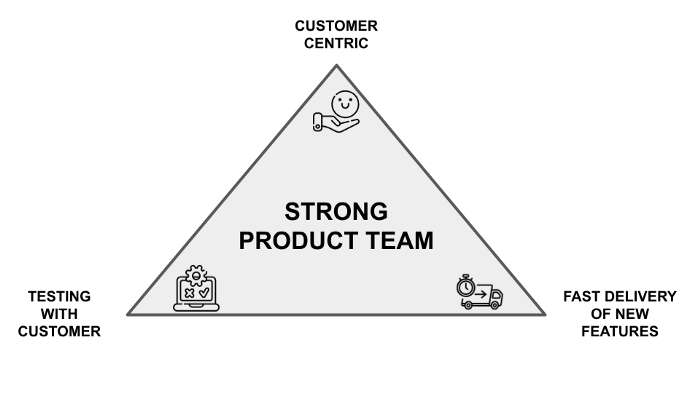 CUSTOMER
CENTRIC
STRONG
PRODUCT TEAM
TESTING
WITH
CUSTOMER
FAST DELIVERY
OF NEW
FEATURES